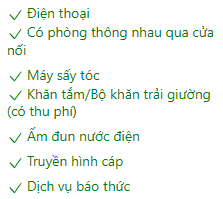 Điện thoại
Có phòng thông nhau qua cửa
nối
Máy sấy tóc
Khăn tắm/Bộ khăn trải giường
(có thu phí)
Ấm đun nước điện
Truyền hình cáp
Dịch vụ báo thức